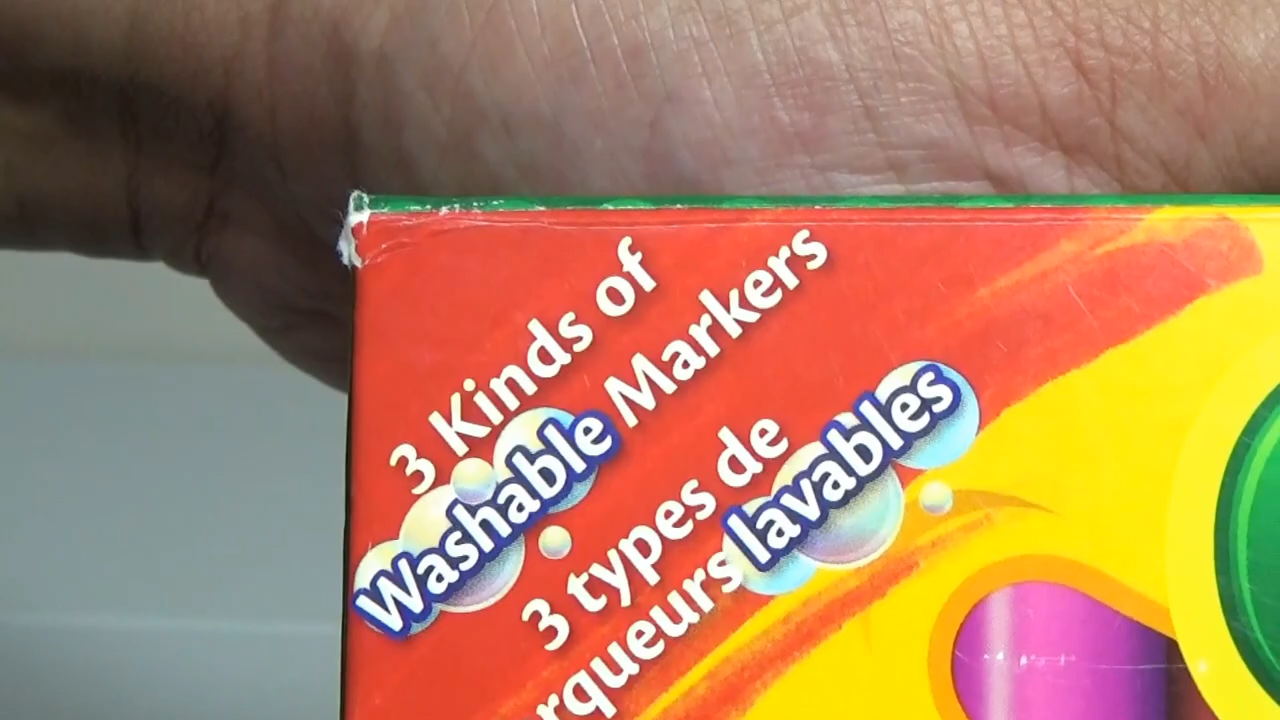 3 Kinds of
Washable Markers
3 types de
rqueurs lavables